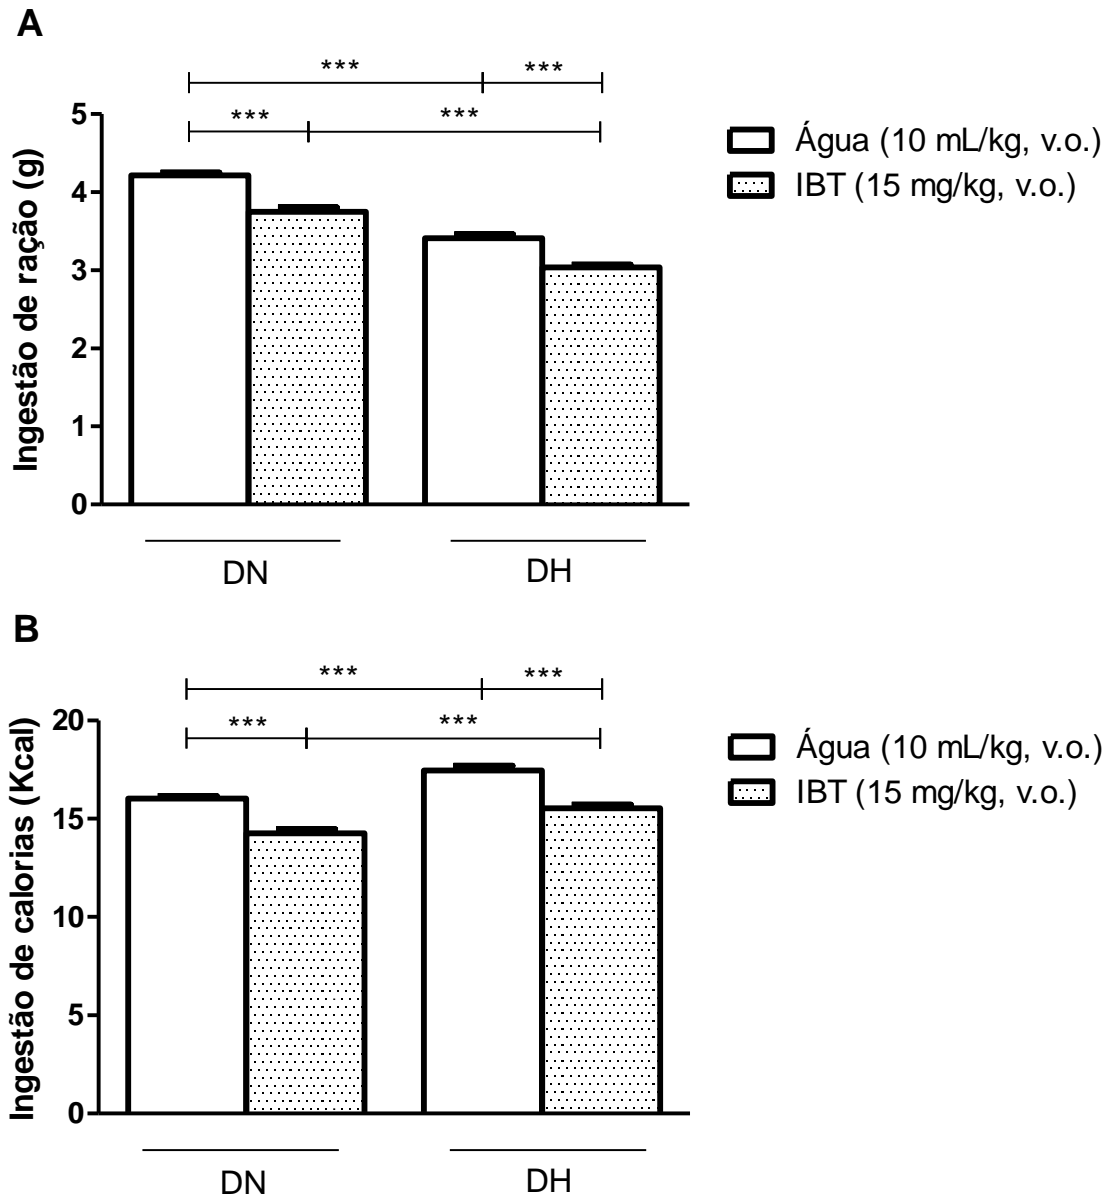 A
*** ***
*** ***
5
4
3
2
1
0
Ingestão de ração (g)
Água (10 mL/kg, v.o.)
IBT (15 mg/kg, v.o.)
DN DH
B
*** ***
*** ***
20
15
10
5
0
Ingestão de calorias (Kcal)
Água (10 mL/kg, v.o.)
IBT (15 mg/kg, v.o.)
DN DH